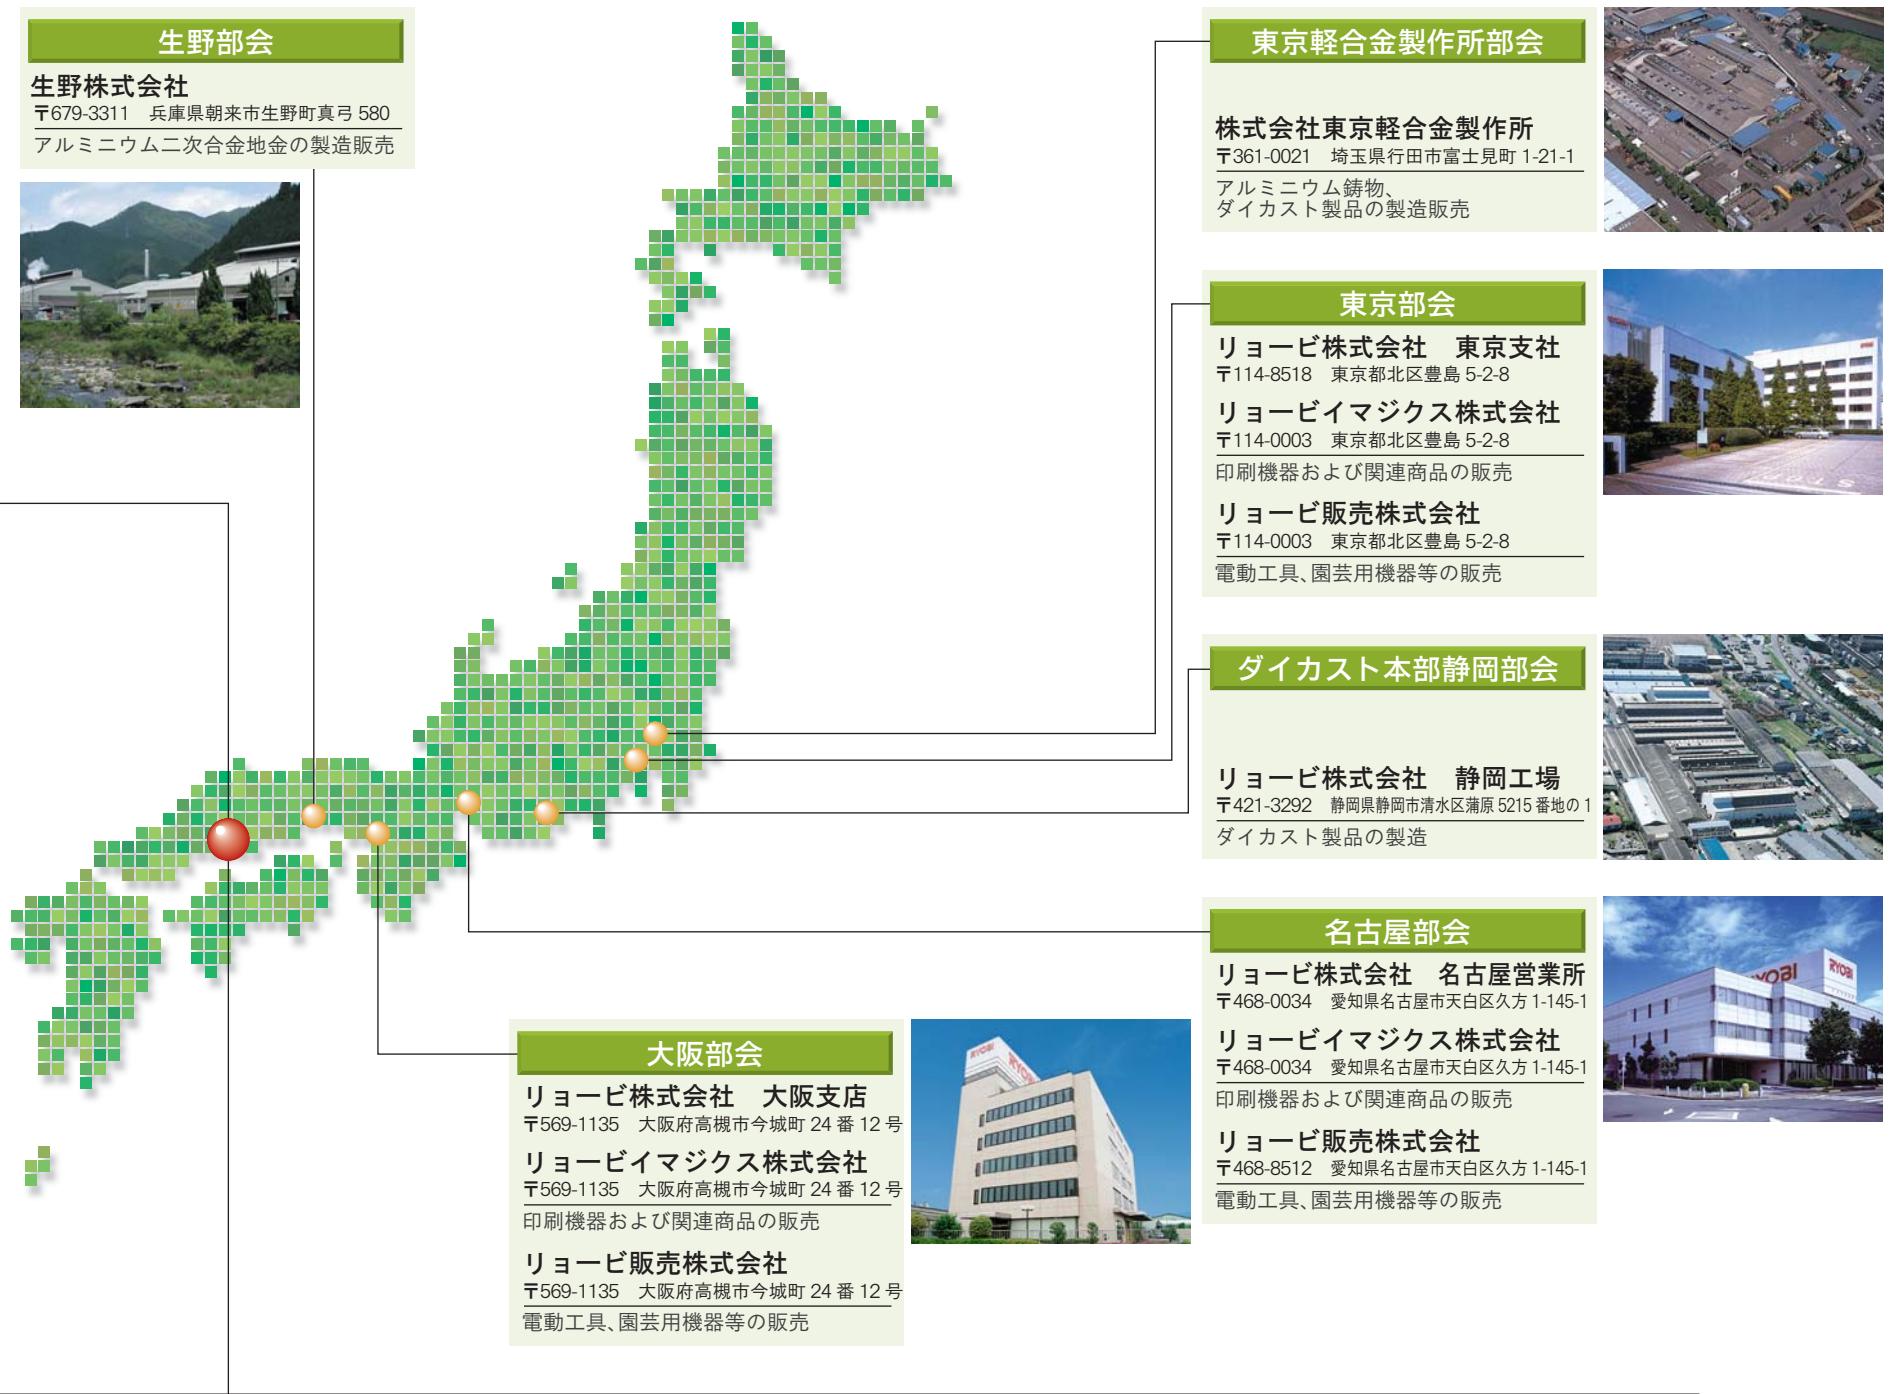 生野部会
生野株式会社
〒679-3311　兵庫県朝来市生野町真弓 580
アルミニウム二次合金地金の製造販売
東京軽合金製作所部会
株式会社東京軽合金製作所
〒361-0021　埼玉県行田市富士見町 1-21-1
アルミニウム鋳物、
ダイカスト製品の製造販売
東京部会
リョービ株式会社　東京支社
〒114-8518　東京都北区豊島 5-2-8
リョービイマジクス株式会社
〒114-0003　東京都北区豊島 5-2-8
印刷機器および関連商品の販売
リョービ販売株式会社
〒114-0003　東京都北区豊島 5-2-8
電動工具、園芸用機器等の販売
ダイカスト本部静岡部会
リョービ株式会社　静岡工場
〒421-3292　静岡県静岡市清水区蒲原 5215 番地の 1
ダイカスト製品の製造
名古屋部会
リョービ株式会社　名古屋営業所
〒468-0034　愛知県名古屋市天白区久方 1-145-1
リョービイマジクス株式会社
〒468-0034　愛知県名古屋市天白区久方 1-145-1
印刷機器および関連商品の販売
リョービ販売株式会社
〒468-8512　愛知県名古屋市天白区久方 1-145-1
電動工具、園芸用機器等の販売
RYOBI
RYOBI
大阪部会
リョービ株式会社　大阪支店
〒569-1135　大阪府高槻市今城町 24 番 12 号
リョービイマジクス株式会社
〒569-1135　大阪府高槻市今城町 24 番 12 号
印刷機器および関連商品の販売
リョービ販売株式会社
〒569-1135　大阪府高槻市今城町 24 番 12 号
電動工具、園芸用機器等の販売
RYOBI
RYOBI